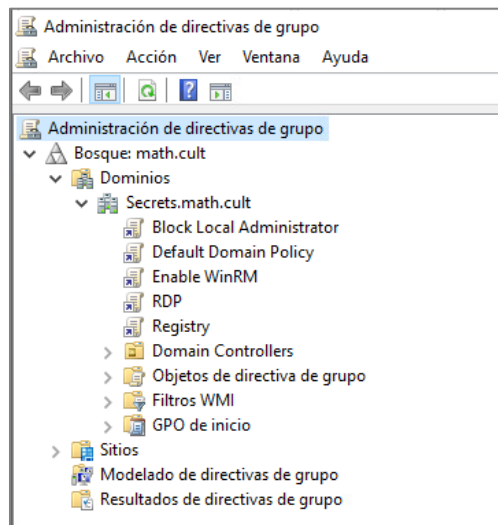 Administración de directivas de grupo
Archivo Acción Ver Ventana Ayuda
Administración de directivas de grupo
Bosque: math.cult
Dominios
Secrets.math.cult
Block Local Administrator
Default Domain Policy
Enable WinRM
RDP
Registry
Domain Controllers
Objetos de directiva de grupo
Filtros WMI
GPO de inicio
Sitios
Modelado de directivas de grupo
Resultados de directivas de grupo